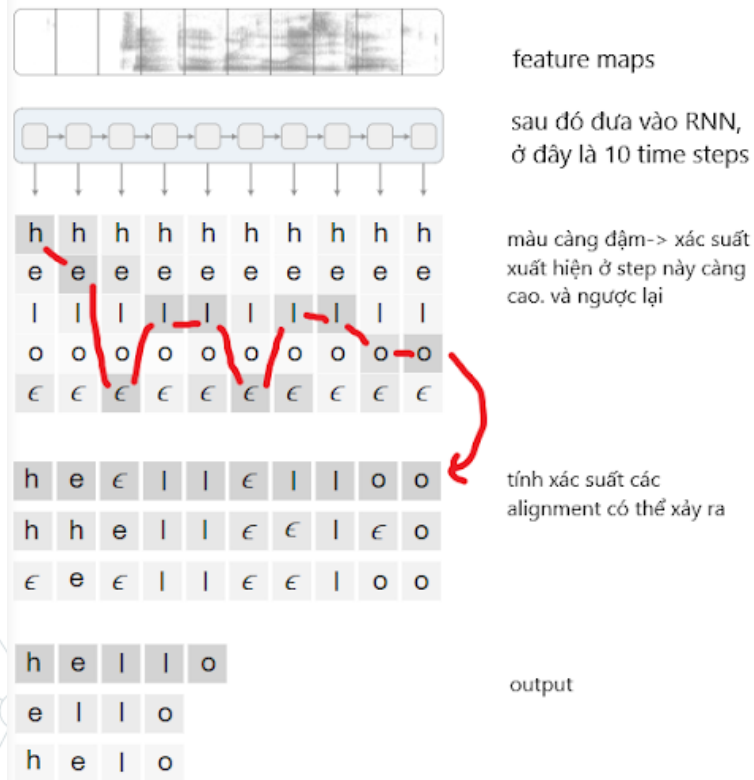 feature maps
sau đó đưa vào RNN,
ở đây là 10 time steps
h h h h h h h h h h
e e e e e e e e e e
l l l l l l l l l l
o o o o o o o o o o
ϵ ϵ ϵ ϵ ϵ ϵ ϵ ϵ ϵ ϵ
màu càng đậm-> xác suất
xuất hiện ở step này càng
cao. và ngược lại
h e ϵ l l ϵ l l o o
h h e l l ϵ ϵ l ϵ o
ϵ e ϵ l l ϵ ϵ l o o
tính xác suất các
alignment có thể xảy ra
h e l l o
e l l o
h e l o
output